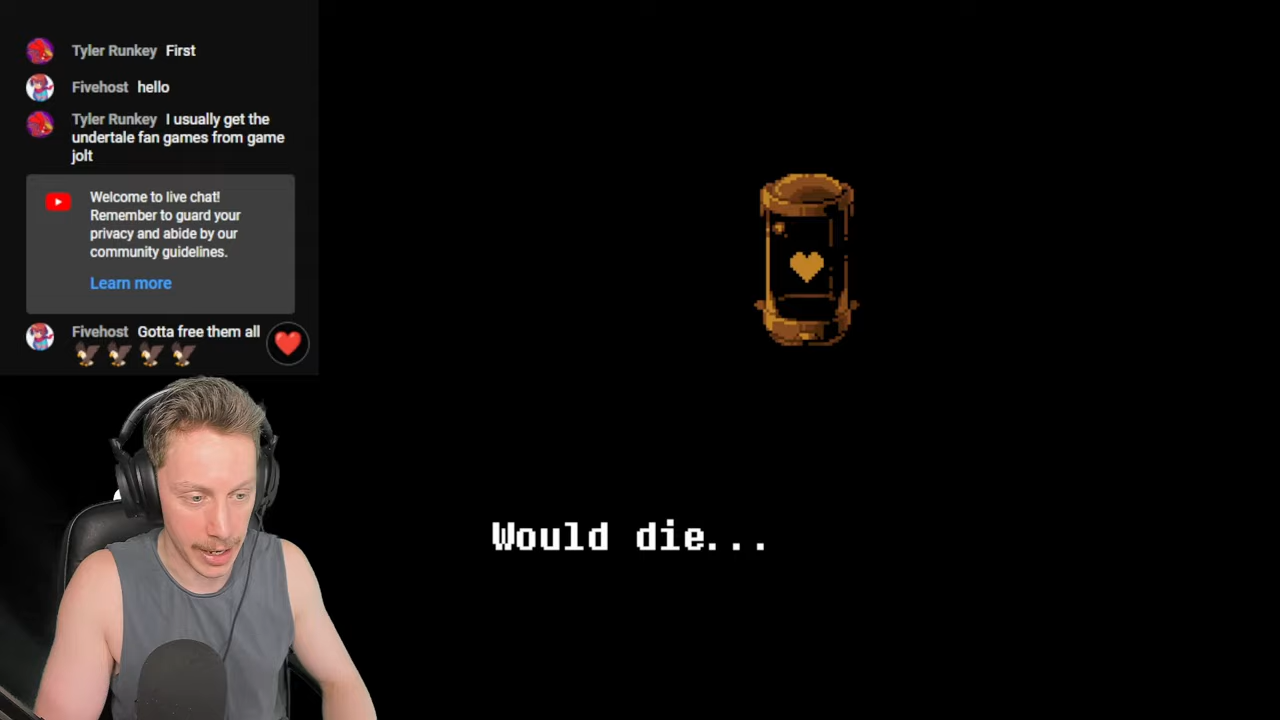 Tyler Runkey First
Fivehost hello
Tyler Runkey I usually get the
undertale fan games from game
jolt
Welcome to live chat!
Remember to guard your
privacy and abide by our
community guidelines.
Learn more
Fivehost Gotta free them all
Would die...